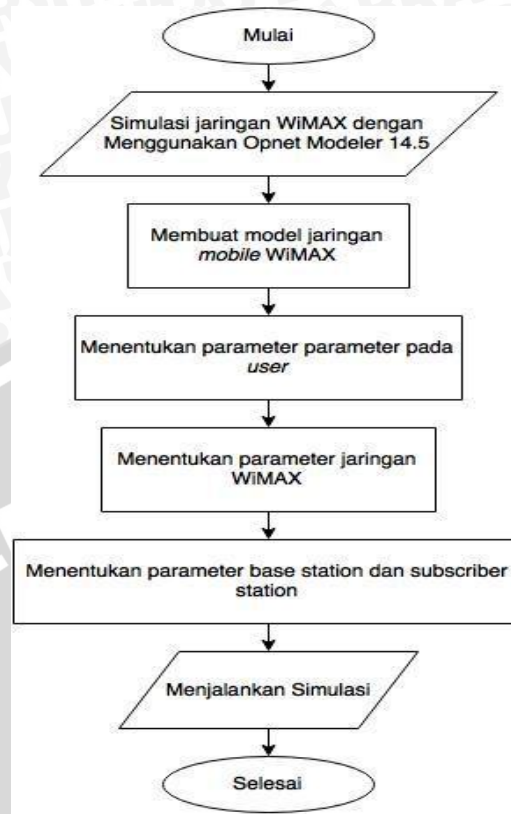 Mulai
Simulasi jaringan WiMAX dengan
Menggunakan Opnet Modeler 14.5
Membuat model jaringan
mobile WiMAX
Menentukan parameter parameter pada
user
Menentukan parameter jaringan
WiMAX
Menentukan parameter base station dan subscriber
station
Menjalankan Simulasi
Selesai